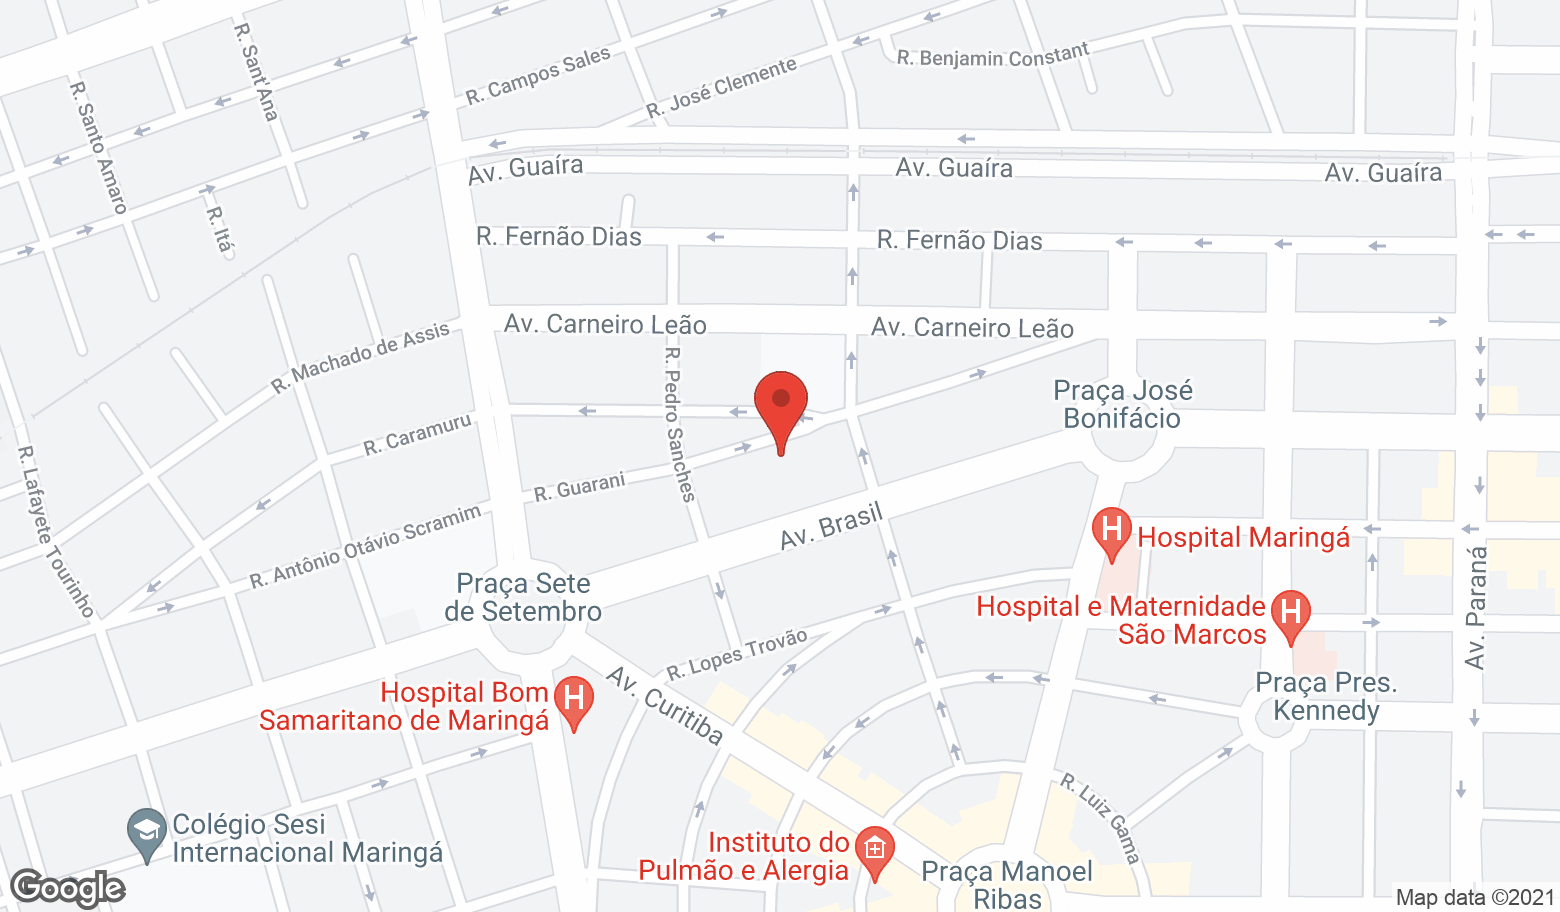 R. Sant'Ana
R. Santo Amaro
R. Campos Sales
R. José Clemente
R. Benjamin Constant
Av. Guaíra
Av. Guaíra
Av. Guaíra
R. Itá
R. Fernão Dias
R. Fernão Dias
Av. Carneiro Leão
Av. Carneiro Leão
R. Machado de Assis
R. Pedro Sanches
Praça José
Bonifácio
R. Caramuru
R. Guarani
R. Lafayete Tourinho
R. Antônio Otávio Scramim
Av. Brasil
Hospital Maringá
Praça Sete
de Setembro
Hospital e Maternidade
São Marcos
Av. Paraná
R. Lopes Trovão
Av. Curitiba
Hospital Bom
Samaritano de Maringá
Praça Pres.
Kennedy
R. Luiz Gama
Colégio Sesi
Internacional Maringá
Instituto do
Pulmão e Alergia
Praça Manoel
Ribas
Google
Map data ©2021